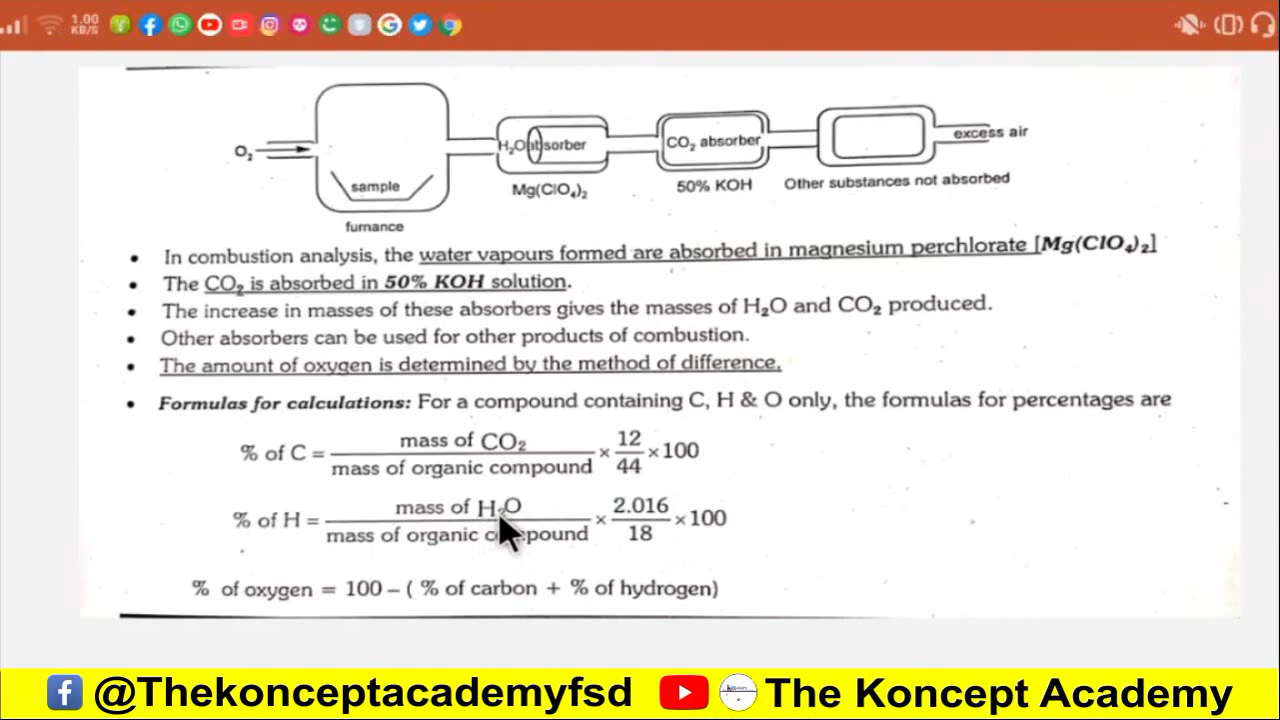 1.00
KB/S
O₂
sample
furnance
H₂O absorber
Mg(ClO₄)₂
CO₂ absorber
50% KOH
excess air
Other substances not absorbed
• In combustion analysis, the water vapours formed are absorbed in magnesium perchlorate [Mg(ClO₄)₂]
• The CO₂ is absorbed in 50% KOH solution.
• The increase in masses of these absorbers gives the masses of H₂O and CO₂ produced.
• Other absorbers can be used for other products of combustion.
• The amount of oxygen is determined by the method of difference.
• Formulas for calculations: For a compound containing C, H & O only, the formulas for percentages are
% of C = mass of CO₂ / mass of organic compound × 12/44 × 100
% of H = mass of H₂O / mass of organic compound × 2.016/18 × 100
% of oxygen = 100 – ( % of carbon + % of hydrogen)
@Thekonceptacademyfsd The Koncept Academy